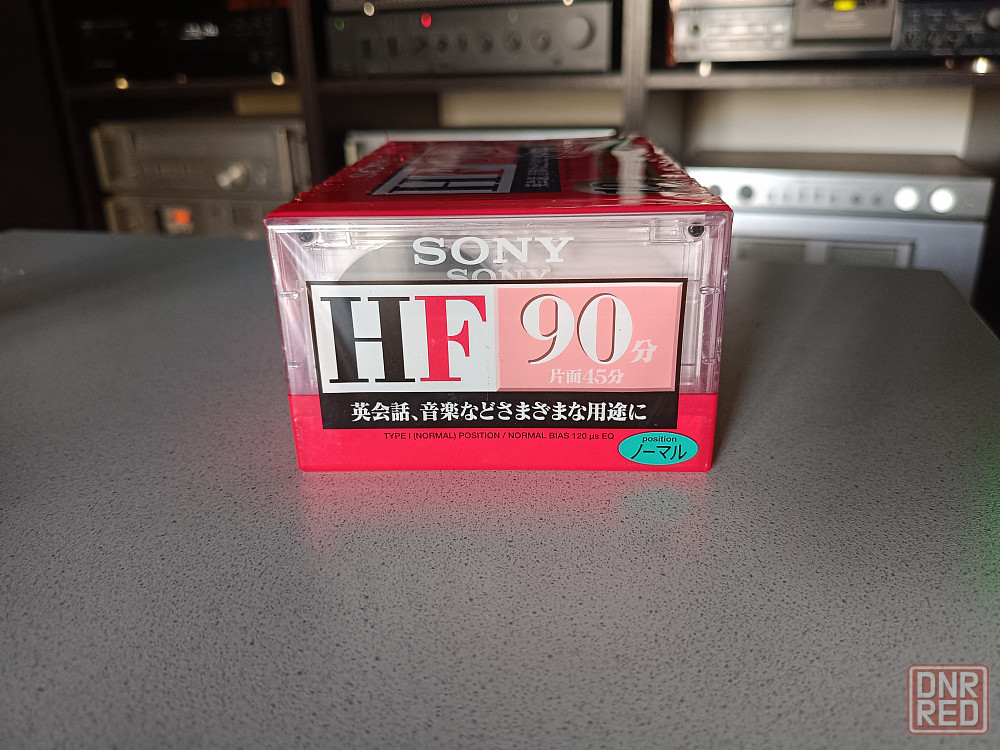 HF
SONY
SONY
HF 90分
片面45分
英会話、音楽などさまざまな用途に
TYPE I (NORMAL) POSITION / NORMAL BIAS 120 µs EQ
position
ノーマル
DNR
RED